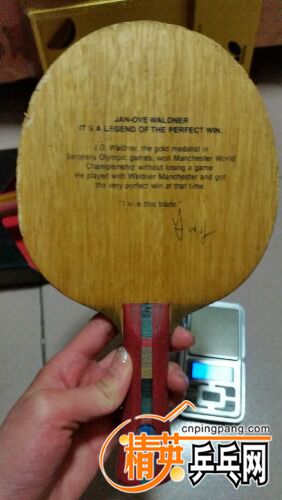 JAN-OVE WALDNER
IT S A LEGEND OF THE PERFECT WIN.
J.O. Waldner, the gold medalist in
Barcelona Olympic games, won Manchester World
Championship without losing a game
He played with Waldner Manchester and got
the very perfect win at that time.
"I love this blade."
cnpingpang.com
精英乒乓网